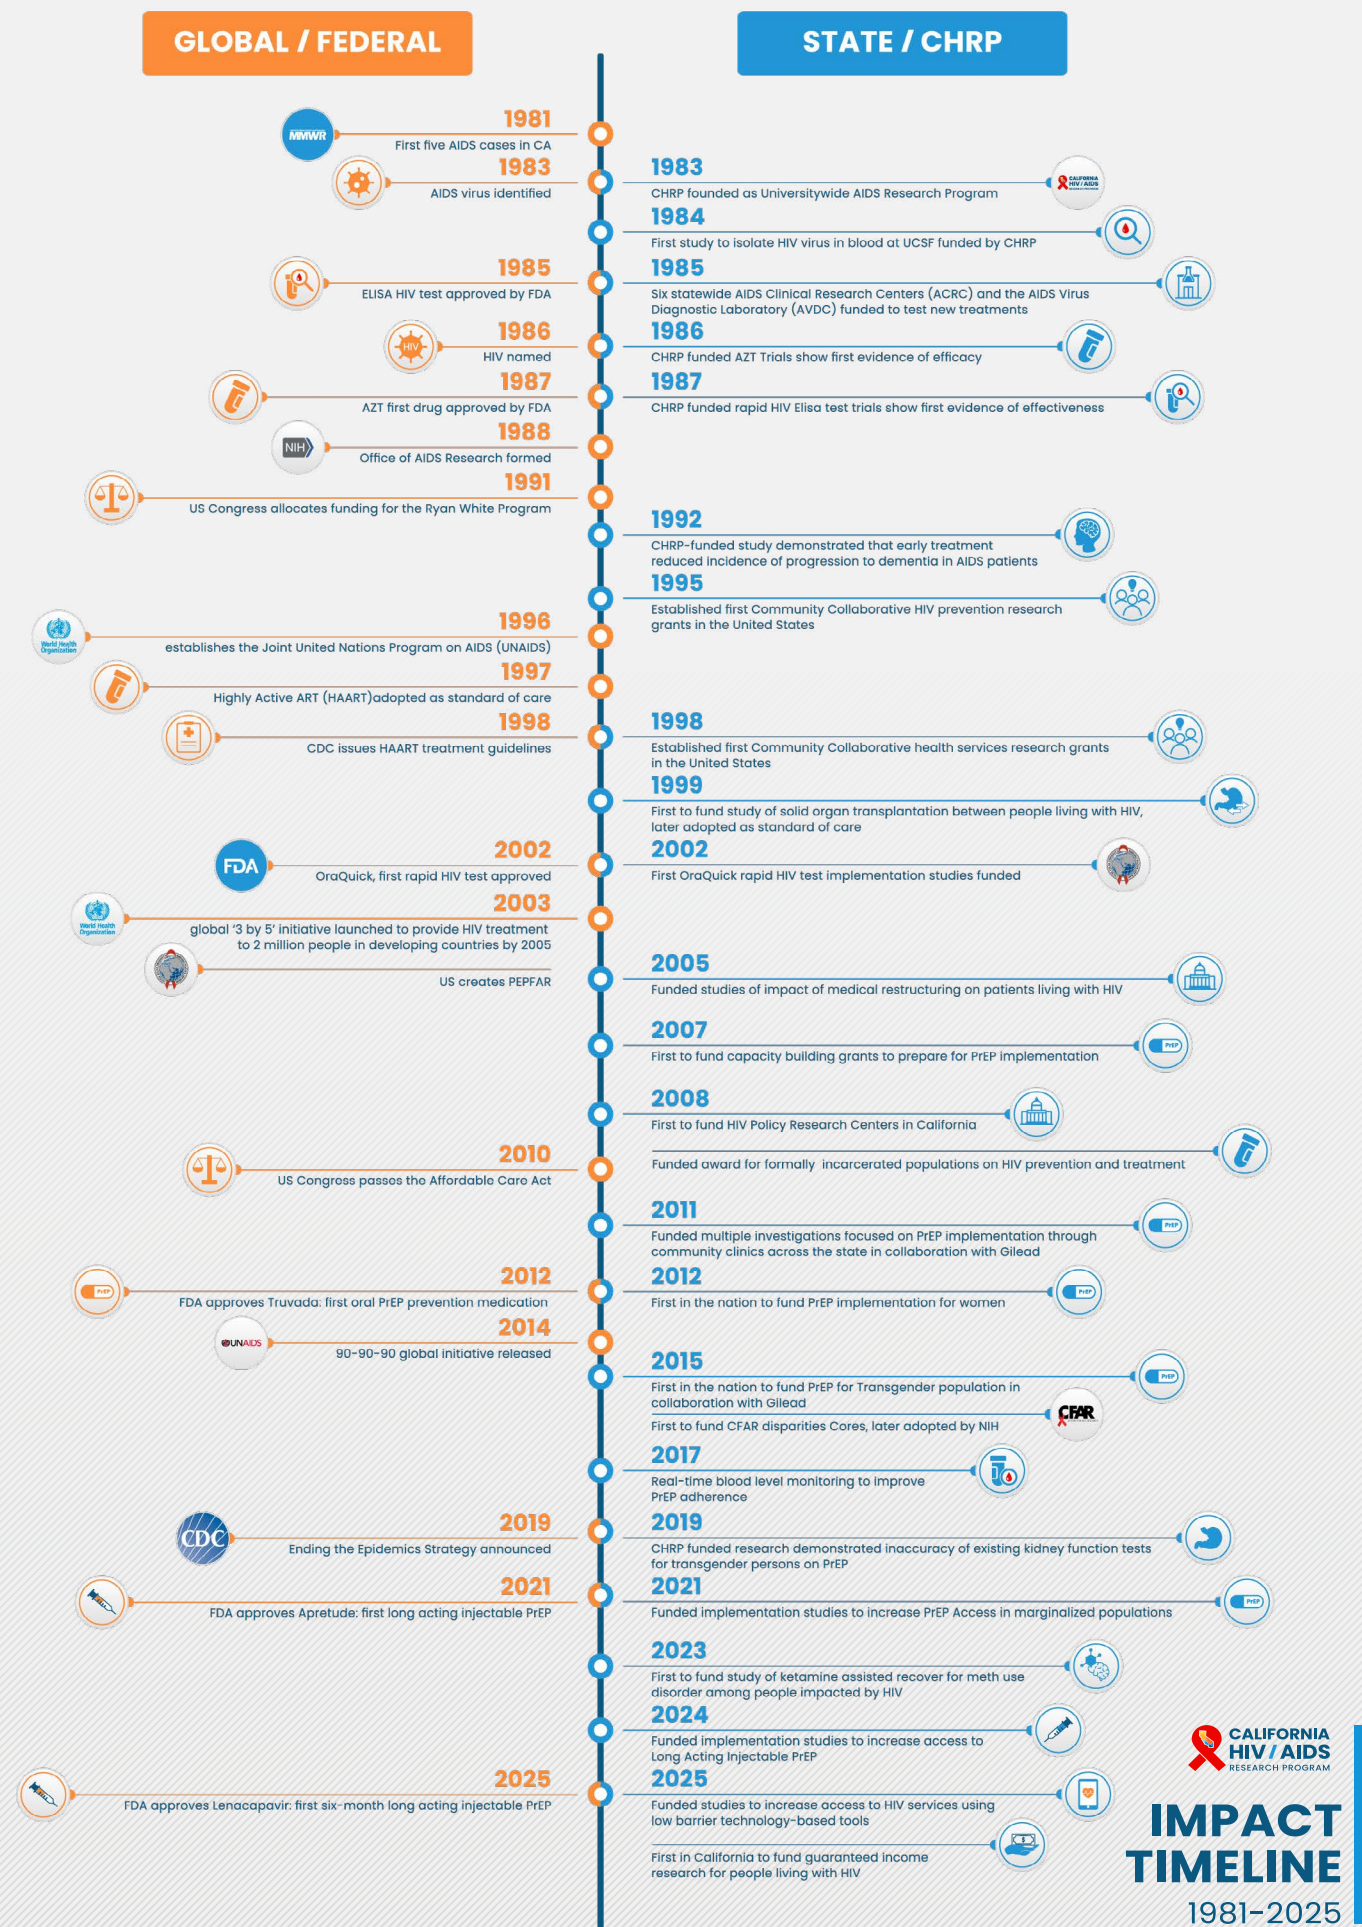 GLOBAL / FEDERAL
STATE / CHRP
1981
MMWR
First five AIDS cases in CA
1983
AIDS virus identified
1983
CALIFORNIA
HIV/AIDS
CHRP founded as Universitywide AIDS Research Program
1984
First study to isolate HIV virus in blood at UCSF funded by CHRP
1985
ELISA HIV test approved by FDA
1985
Six statewide AIDS Clinical Research Centers (ACRC) and the AIDS Virus
Diagnostic Laboratory (AVDC) funded to test new treatments
1986
HIV
HIV named
1986
CHRP funded AZT Trials show first evidence of efficacy
1987
AZT first drug approved by FDA
1987
CHRP funded rapid HIV Elisa test trials show first evidence of effectiveness
1988
NIH
Office of AIDS Research formed
1991
US Congress allocates funding for the Ryan White Program
1992
CHRP-funded study demonstrated that early treatment
reduced incidence of progression to dementia in AIDS patients
1995
Established first Community Collaborative HIV prevention research
grants in the United States
1996
World Health
Organization
establishes the Joint United Nations Program on AIDS (UNAIDS)
1997
Highly Active ART (HAART)adopted as standard of care
1998
CDC issues HAART treatment guidelines
1998
Established first Community Collaborative health services research grants
in the United States
1999
First to fund study of solid organ transplantation between people living with HIV,
later adopted as standard of care
2002
FDA
OraQuick, first rapid HIV test approved
2002
First OraQuick rapid HIV test implementation studies funded
2003
World Health
Organization
global '3 by 5' initiative launched to provide HIV treatment
to 2 million people in developing countries by 2005
US creates PEPFAR
2005
Funded studies of impact of medical restructuring on patients living with HIV
2007
PrEP
First to fund capacity building grants to prepare for PrEP implementation
2008
First to fund HIV Policy Research Centers in California
Funded award for formally incarcerated populations on HIV prevention and treatment
2010
US Congress passes the Affordable Care Act
2011
PrEP
Funded multiple investigations focused on PrEP implementation through
community clinics across the state in collaboration with Gilead
2012
PrEP
FDA approves Truvada: first oral PrEP prevention medication
2012
PrEP
First in the nation to fund PrEP implementation for women
2014
UNAIDS
90-90-90 global initiative released
2015
PrEP
First in the nation to fund PrEP for Transgender population in
collaboration with Gilead
CFAR
First to fund CFAR disparities Cores, later adopted by NIH
2017
Real-time blood level monitoring to improve
PrEP adherence
2019
CDC
Ending the Epidemics Strategy announced
2019
CHRP funded research demonstrated inaccuracy of existing kidney function tests
for transgender persons on PrEP
2021
FDA approves Apretude: first long acting injectable PrEP
2021
PrEP
Funded implementation studies to increase PrEP Access in marginalized populations
2023
First to fund study of ketamine assisted recover for meth use
disorder among people impacted by HIV
2024
Funded implementation studies to increase access to
Long Acting Injectable PrEP
2025
FDA approves Lenacapavir: first six-month long acting injectable PrEP
2025
Funded studies to increase access to HIV services using
low barrier technology-based tools
First in California to fund guaranteed income
research for people living with HIV
CALIFORNIA
HIV/AIDS
RESEARCH PROGRAM
IMPACT
TIMELINE
1981-2025